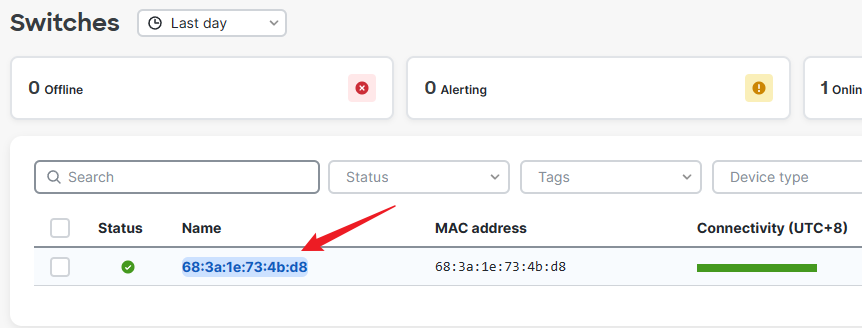 Switches Last day
0 Offline 0 Alerting 1 Onlin
Search Status Tags Device type
Status Name MAC address Connectivity (UTC+8)
68:3a:1e:73:4b:d8 68:3a:1e:73:4b:d8